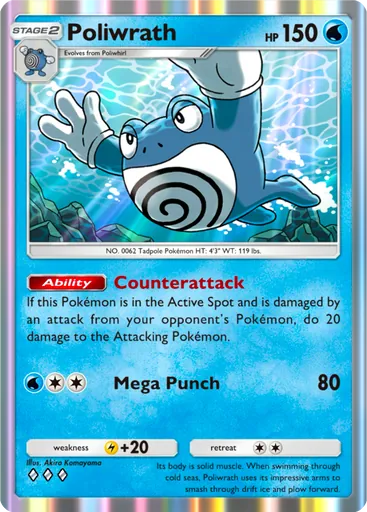 STAGE 2 Poliwrath HP 150
Evolves from Poliwhirl
NO. 0062 Tadpole Pokémon HT: 4'3" WT: 119 lbs.
Ability Counterattack
If this Pokémon is in the Active Spot and is damaged by
an attack from your opponent's Pokémon, do 20
damage to the Attacking Pokémon.
Mega Punch 80
weakness +20 retreat
Illus. Akira Komayama
Its body is solid muscle. When swimming through
cold seas, Poliwrath uses its impressive arms to
smash through drift ice and plow forward.